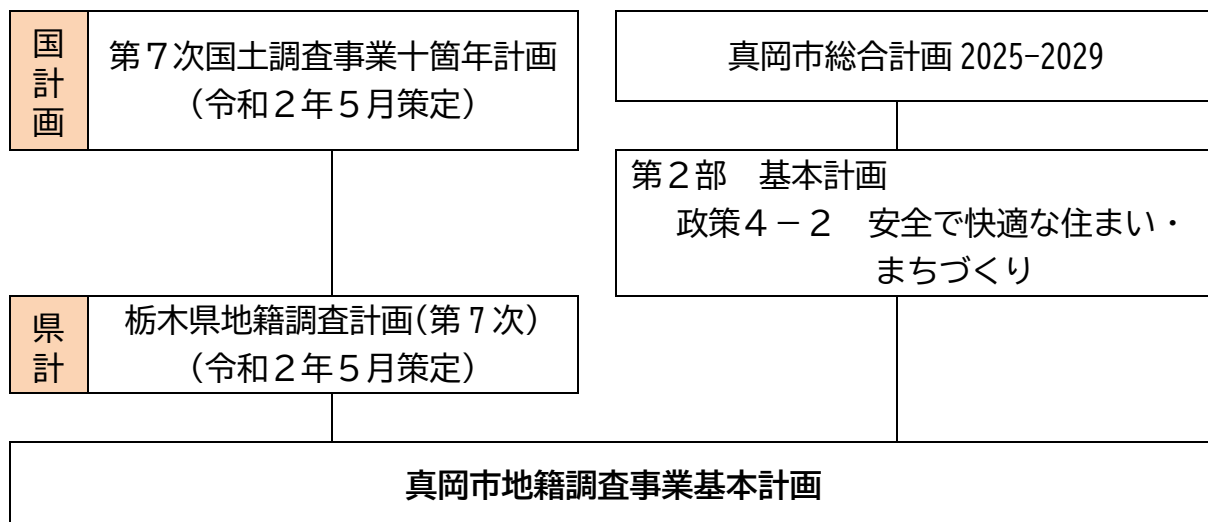 国計画
第７次国土調査事業十箇年計画
（令和２年５月策定）
真岡市総合計画 2025-2029
第２部　基本計画
政策４－２　安全で快適な住まい・
まちづくり
県計
栃木県地籍調査計画(第７次)
（令和２年５月策定）
真岡市地籍調査事業基本計画